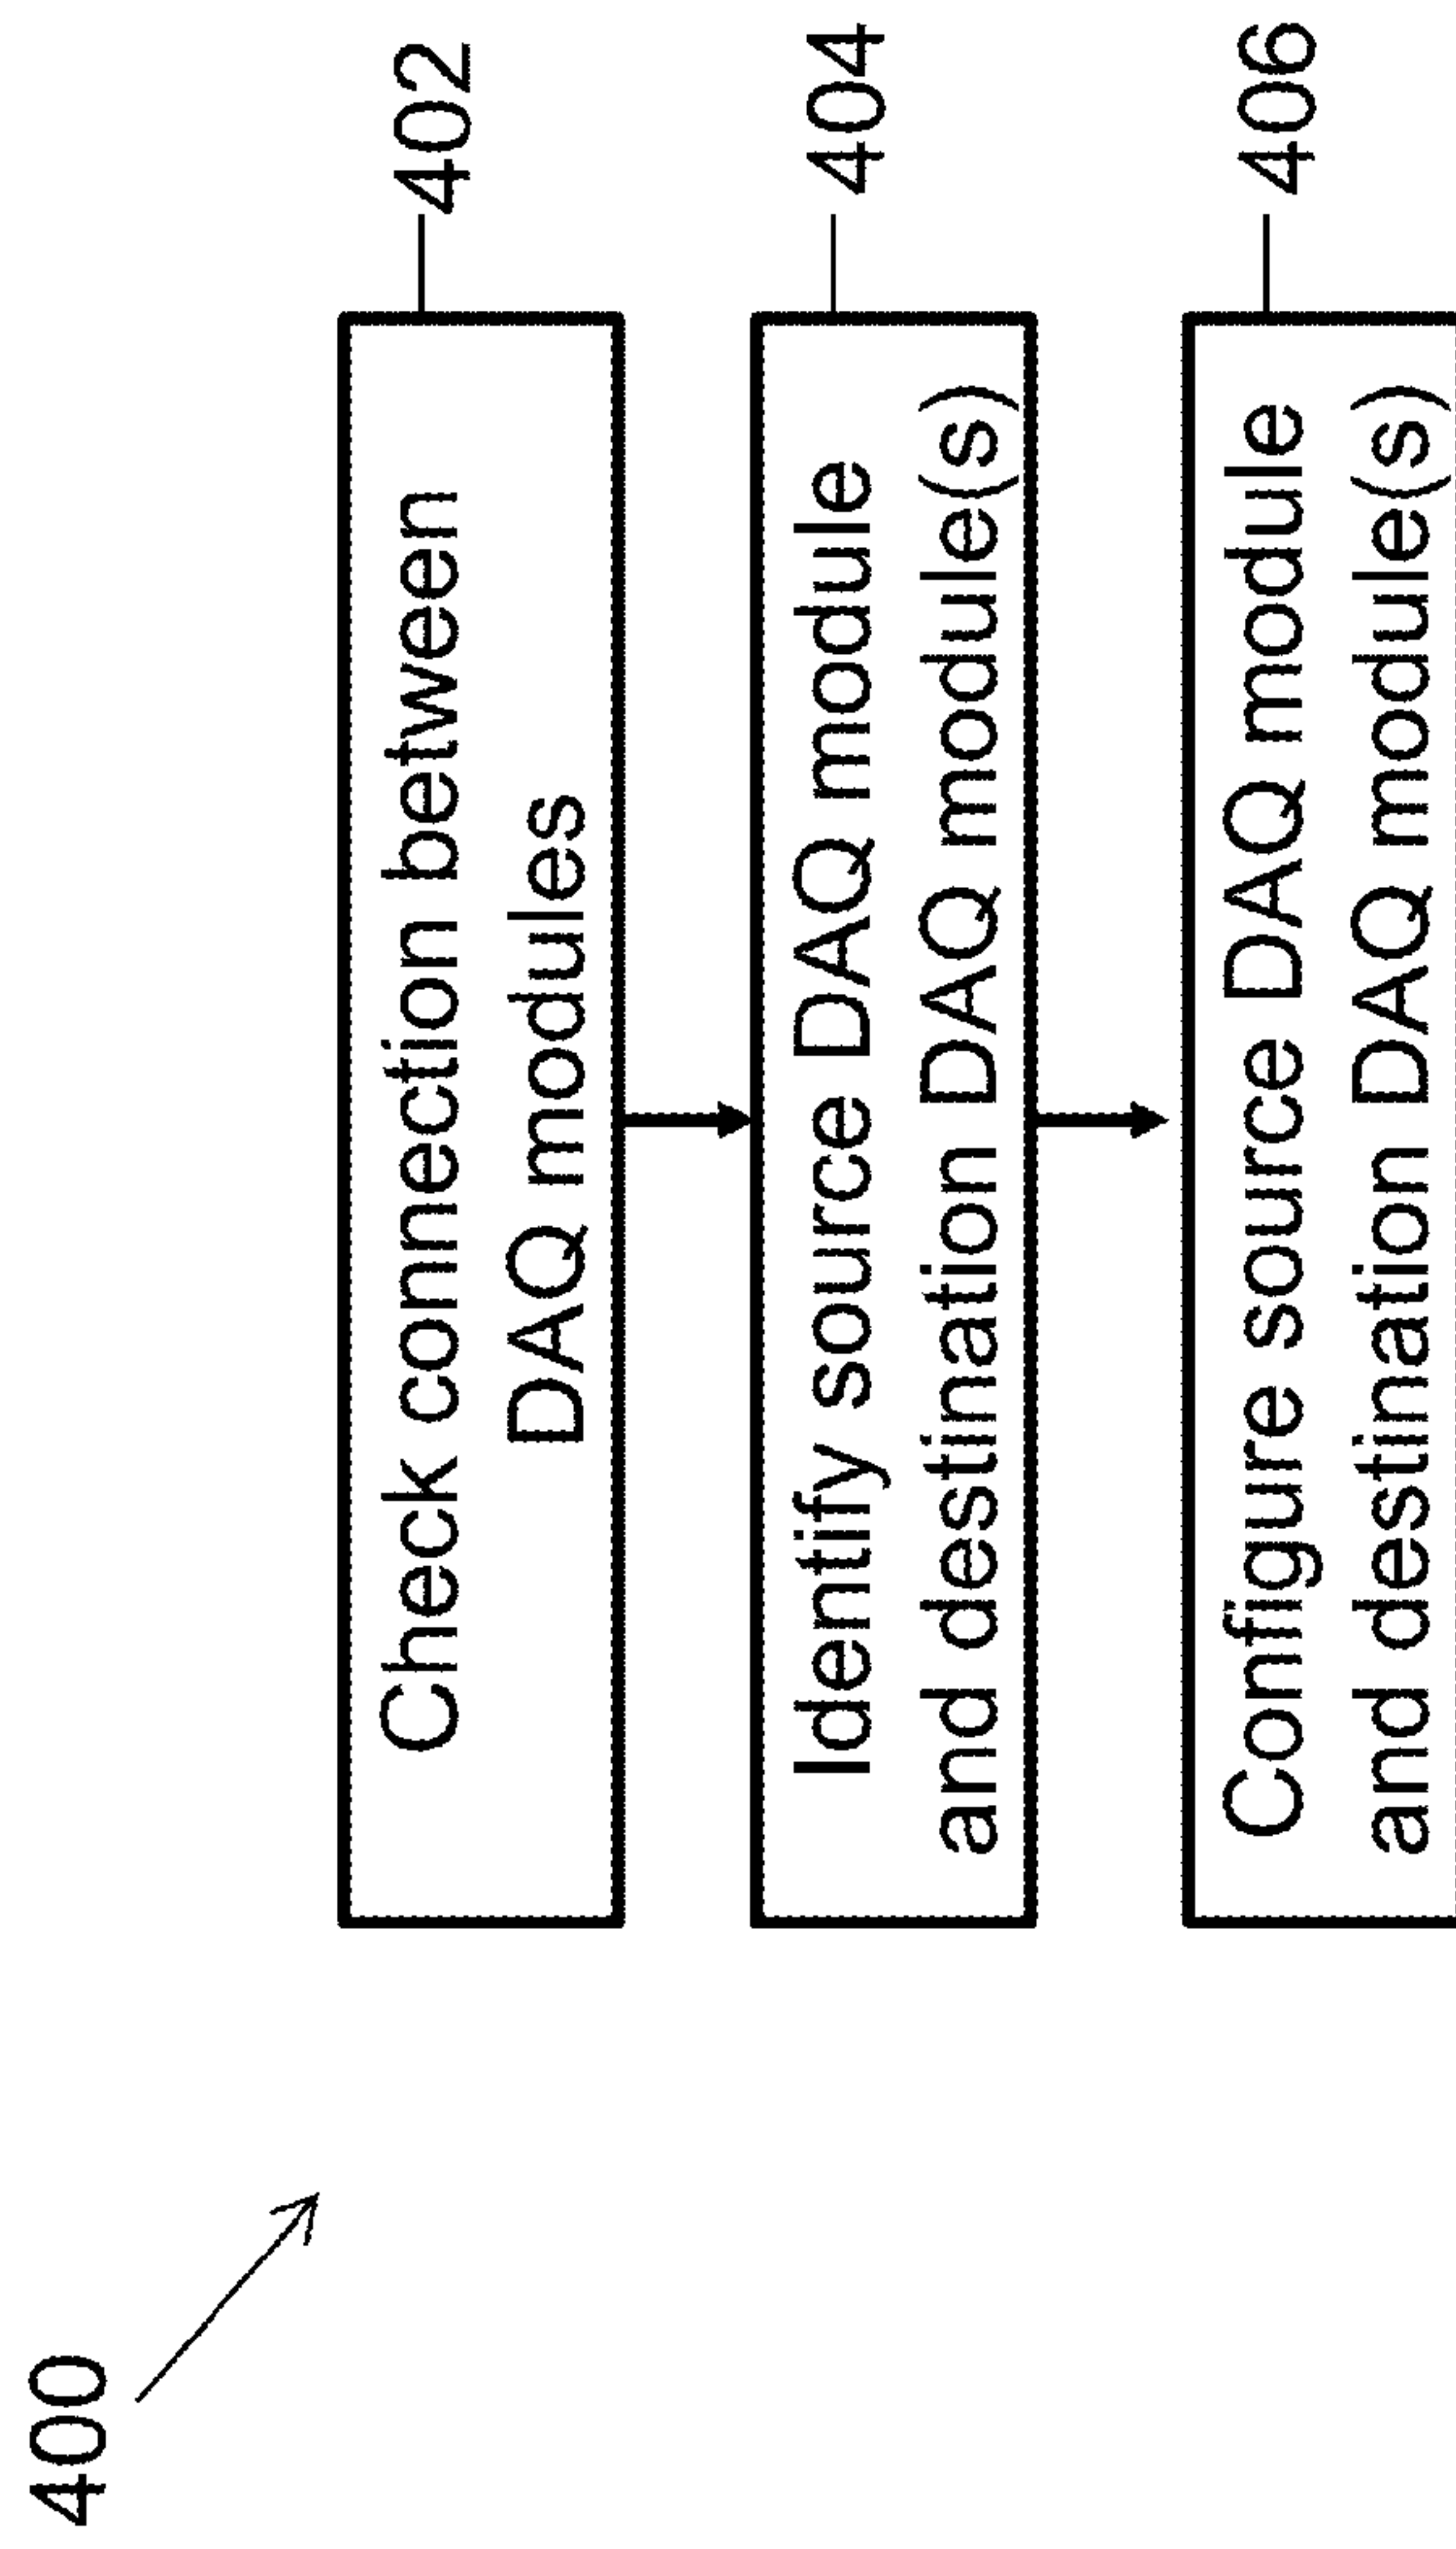 400
Check connection between
DAQ modules
402
Identify source DAQ module
and destination DAQ module(s)
404
Configure source DAQ module
and destination DAQ module(s)
406